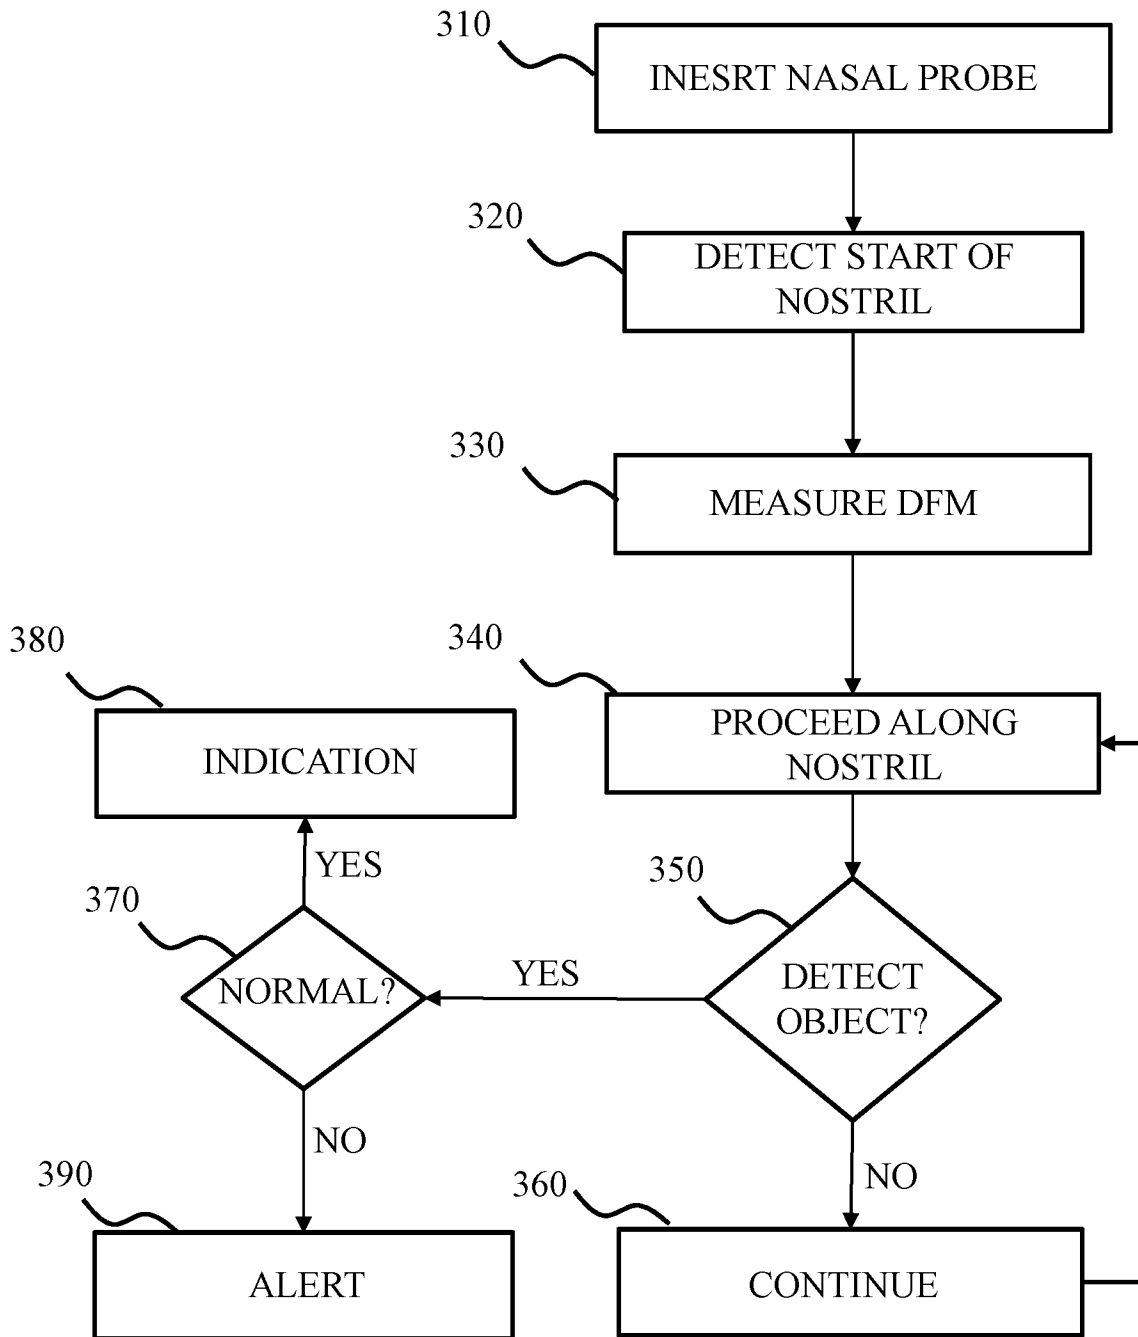 310
INESRT NASAL PROBE
320
DETECT START OF
NOSTRIL
330
MEASURE DFM
380
340
INDICATION
PROCEED ALONG
NOSTRIL
YES
350
370
NORMAL?
YES
DETECT
OBJECT?
NO
390
360
NO
ALERT
CONTINUE